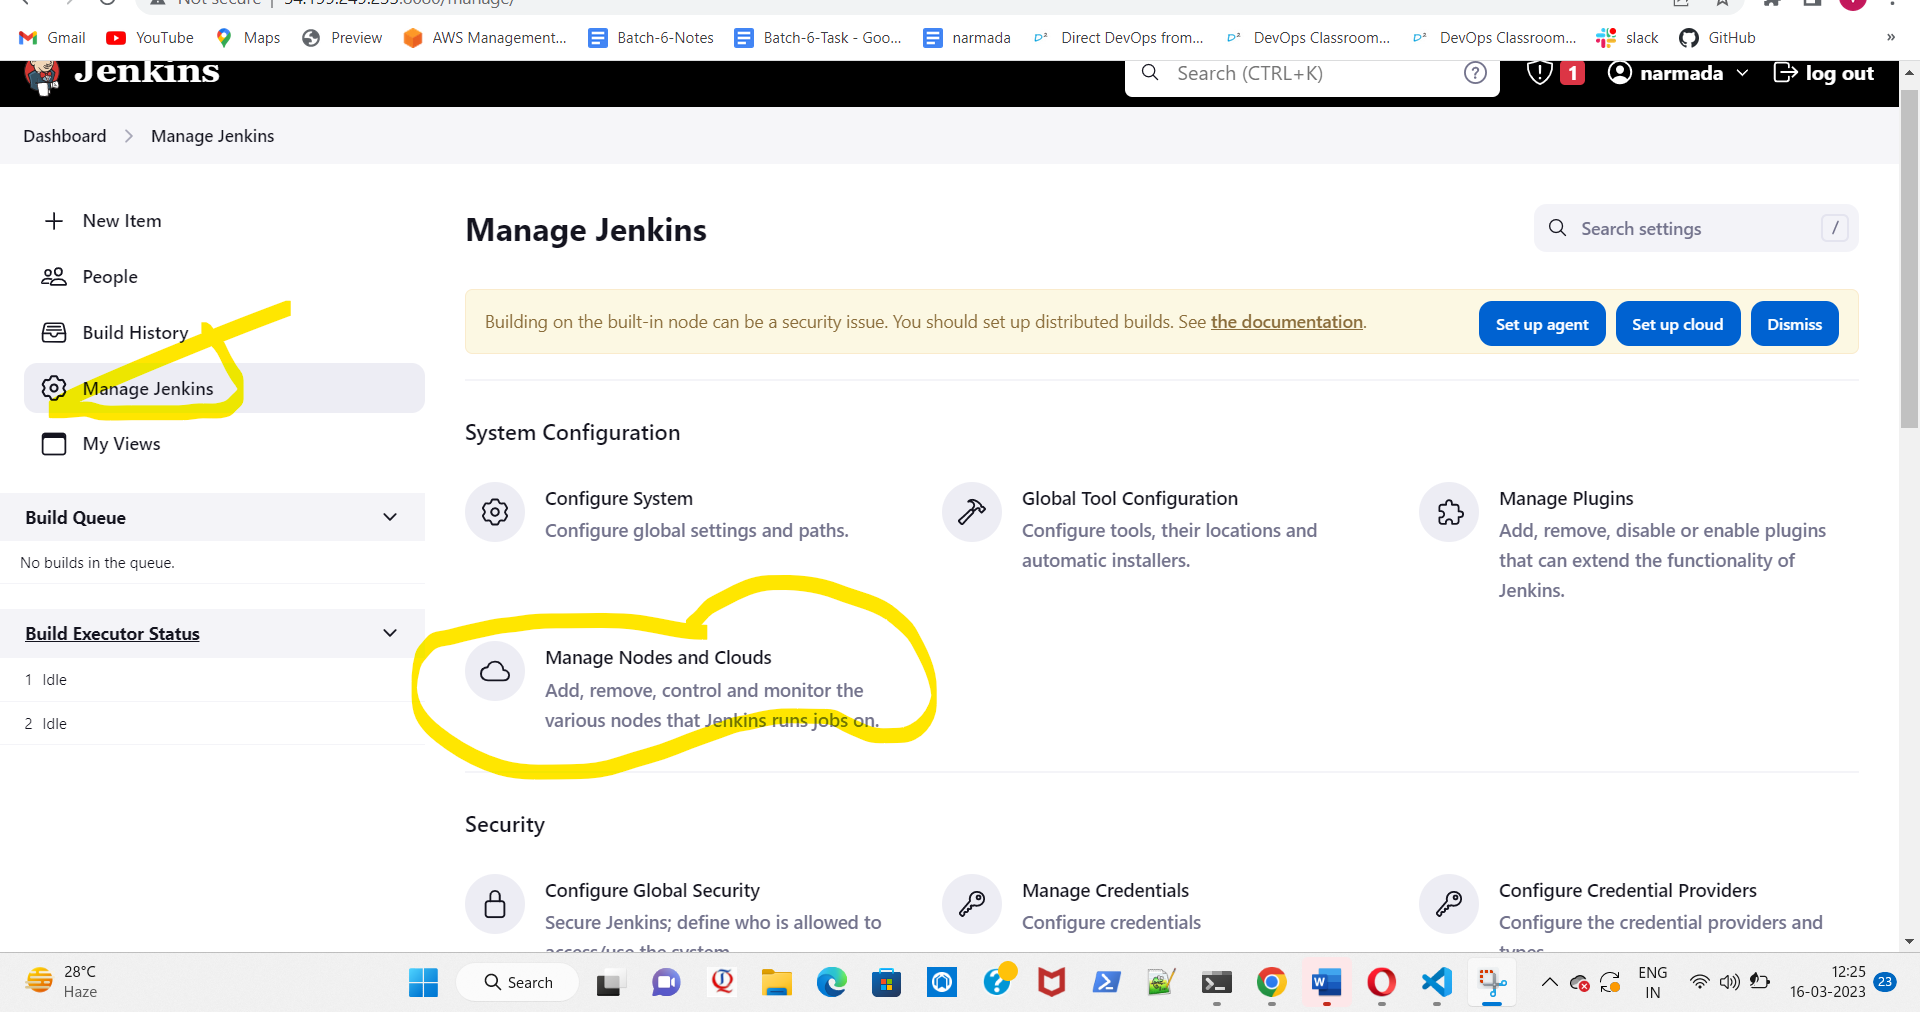 Not secure
Gmail YouTube Maps Preview AWS Management... Batch-6-Notes Batch-6-Task - Goo... narmada Direct DevOps from... DevOps Classroom... DevOps Classroom... slack GitHub »
Jenkins Search (CTRL+K) ? 1 narmada log out
Dashboard Manage Jenkins
New Item
People
Build History
Manage Jenkins
My Views
Build Queue
No builds in the queue.
Build Executor Status
1 Idle
2 Idle
Manage Jenkins
Search settings /
Building on the built-in node can be a security issue. You should set up distributed builds. See the documentation.
Set up agent Set up cloud Dismiss
System Configuration
Configure System
Configure global settings and paths.
Global Tool Configuration
Configure tools, their locations and
automatic installers.
Manage Plugins
Add, remove, disable or enable plugins
that can extend the functionality of
Jenkins.
Manage Nodes and Clouds
Add, remove, control and monitor the
various nodes that Jenkins runs jobs on.
Security
Configure Global Security
Secure Jenkins; define who is allowed to
access/use the system
Manage Credentials
Configure credentials
Configure Credential Providers
Configure the credential providers and
types
28°C
Haze
Search
ENG
IN
12:25
16-03-2023
23